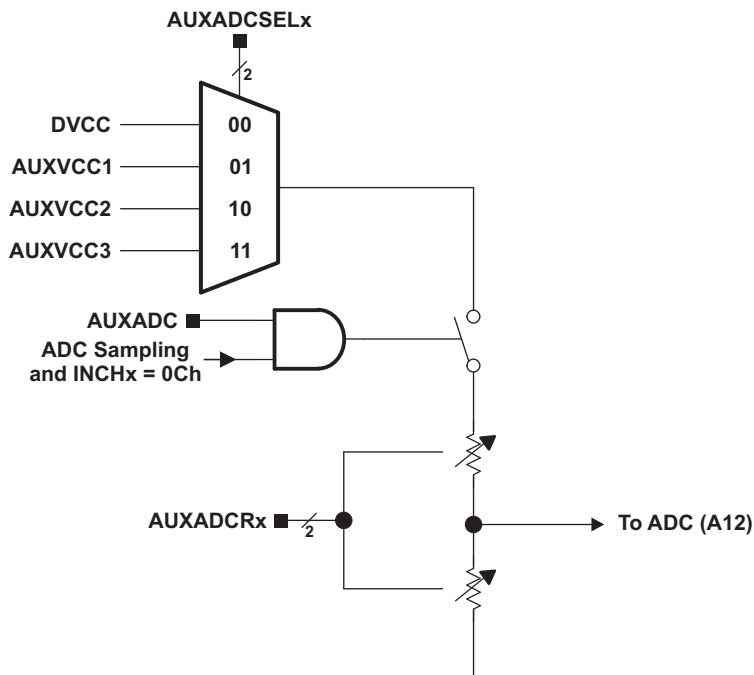 AUXADCSELx
2
DVCC
00
AUXVCC1
01
AUXVCC2
10
AUXVCC3
11
AUXADC
ADC Sampling
and INCHx = 0Ch
AUXADCRx
2
To ADC (A12)